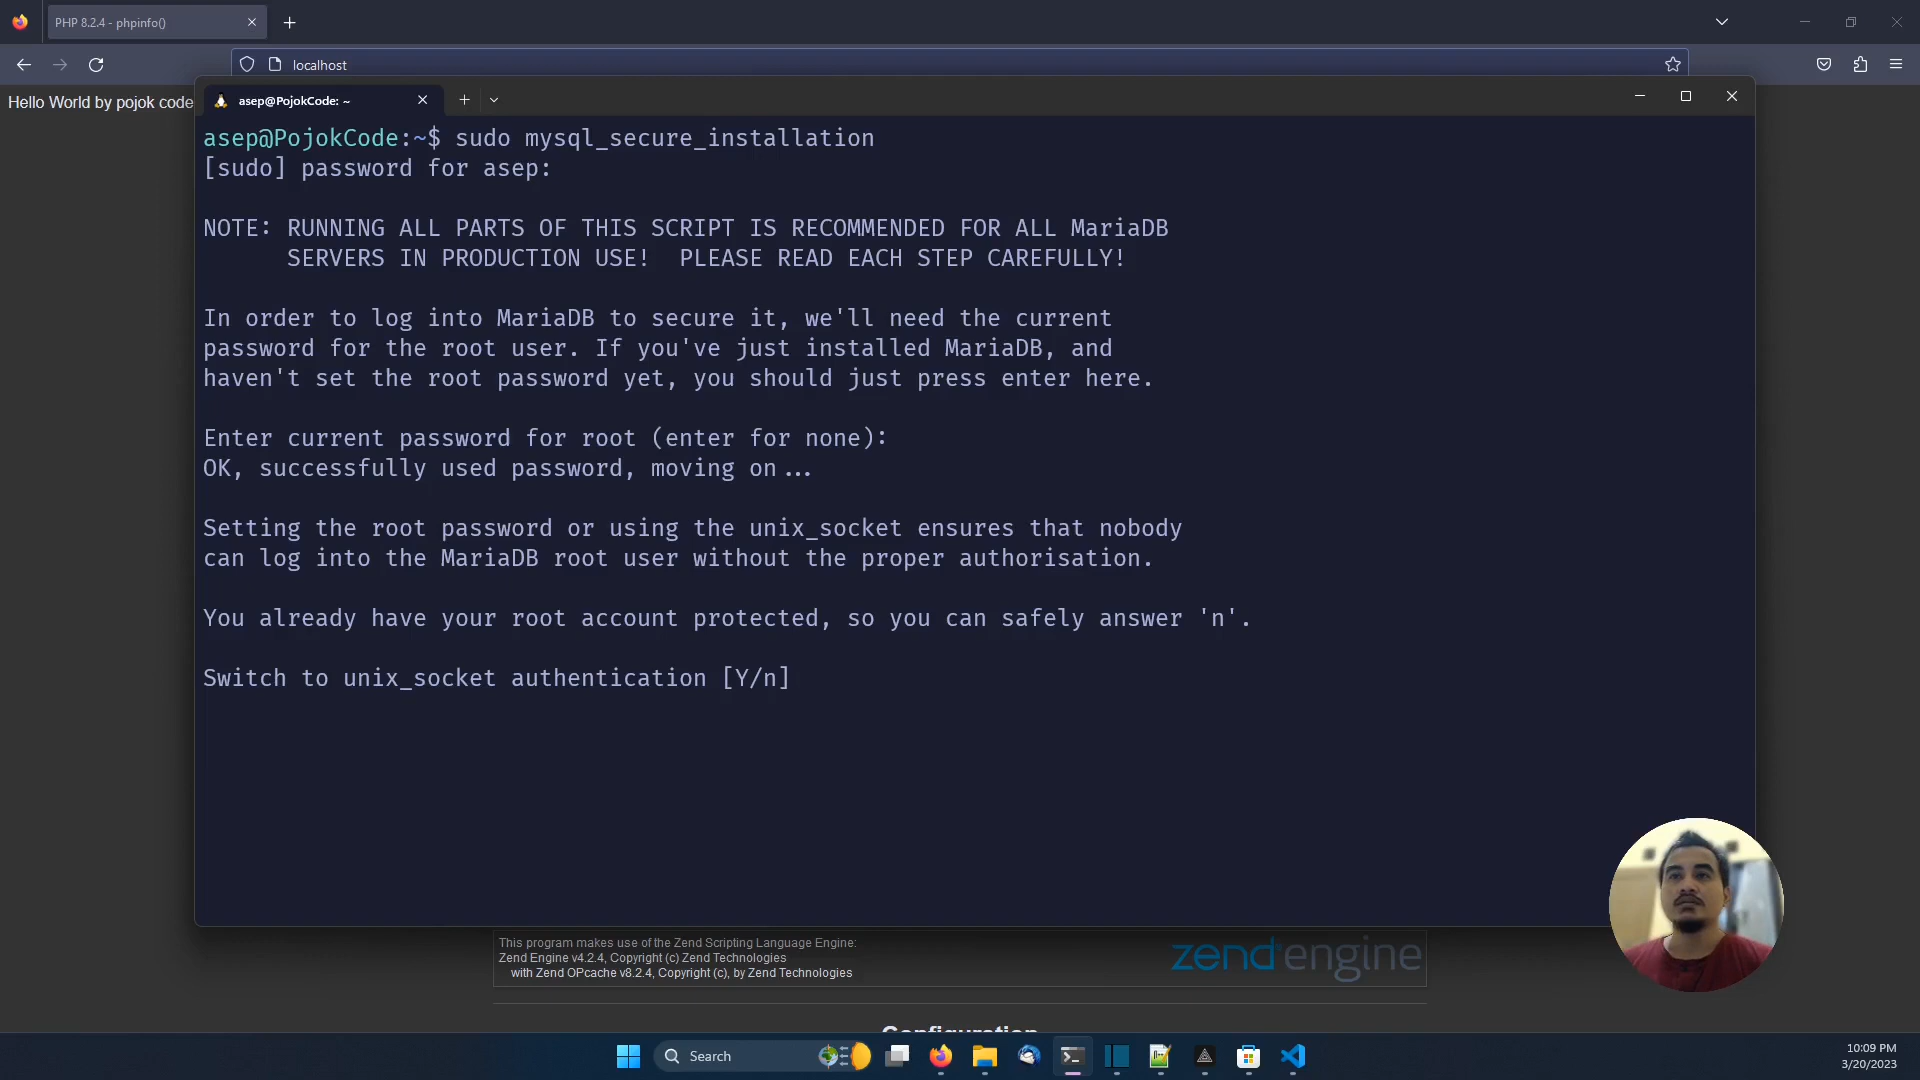 PHP 8.2.4 - phpinfo()
localhost
Hello World by pojok code
asep@PojokCode: ~
asep@PojokCode:~$ sudo mysql_secure_installation
[sudo] password for asep:
NOTE: RUNNING ALL PARTS OF THIS SCRIPT IS RECOMMENDED FOR ALL MariaDB
SERVERS IN PRODUCTION USE!  PLEASE READ EACH STEP CAREFULLY!
In order to log into MariaDB to secure it, we'll need the current
password for the root user. If you've just installed MariaDB, and
haven't set the root password yet, you should just press enter here.
Enter current password for root (enter for none):
OK, successfully used password, moving on...
Setting the root password or using the unix_socket ensures that nobody
can log into the MariaDB root user without the proper authorisation.
You already have your root account protected, so you can safely answer 'n'.
Switch to unix_socket authentication [Y/n]
This program makes use of the Zend Scripting Language Engine:
Zend Engine v4.2.4, Copyright (c) Zend Technologies
with Zend OPcache v8.2.4, Copyright (c), by Zend Technologies
zend engine
Configuration
Search
10:09 PM
3/20/2023